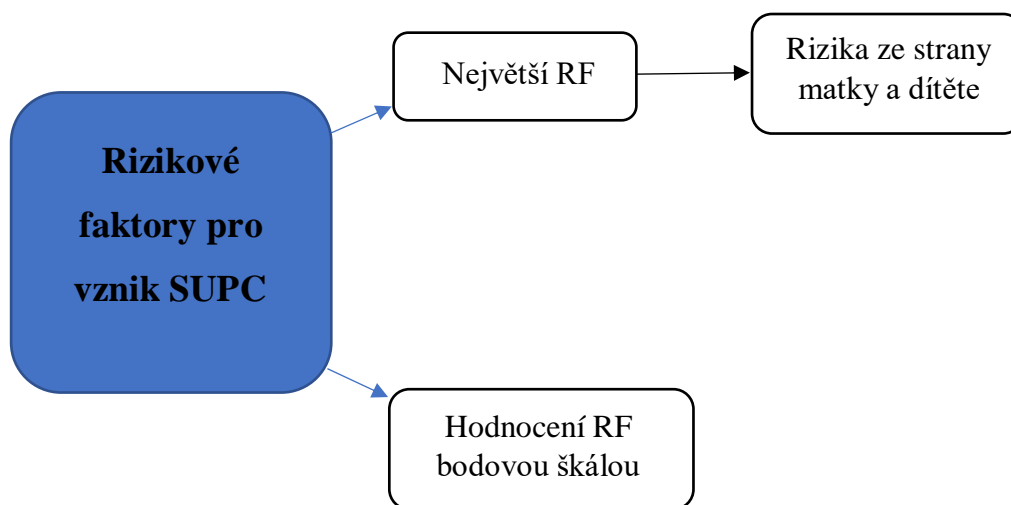 Rizikové
faktory pro
vznik SUPC
Největší RF
Rizika ze strany
matky a dítěte
Hodnocení RF
bodovou škálou